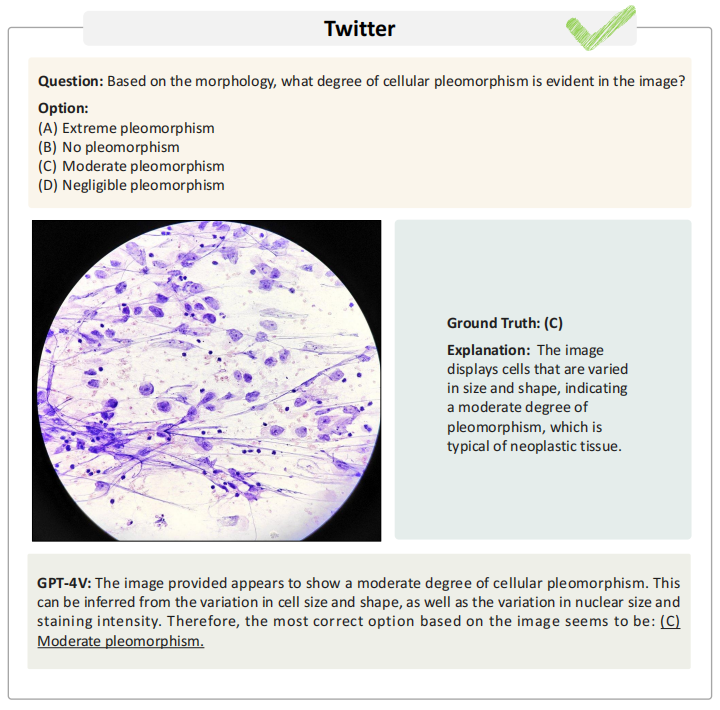 Twitter
Question: Based on the morphology, what degree of cellular pleomorphism is evident in the image?
Option:
(A) Extreme pleomorphism
(B) No pleomorphism
(C) Moderate pleomorphism
(D) Negligible pleomorphism
Ground Truth: (C)
Explanation: The image
displays cells that are varied
in size and shape, indicating
a moderate degree of
pleomorphism, which is
typical of neoplastic tissue.
GPT-4V: The image provided appears to show a moderate degree of cellular pleomorphism. This
can be inferred from the variation in cell size and shape, as well as the variation in nuclear size and
staining intensity. Therefore, the most correct option based on the image seems to be: (C)
Moderate pleomorphism.